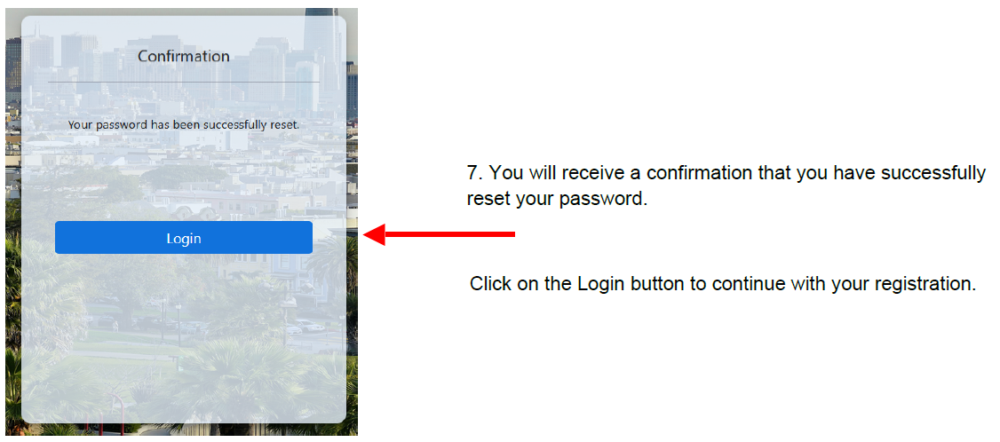 Confirmation
Your password has been successfully reset.
Login
7. You will receive a confirmation that you have successfully
reset your password.
Click on the Login button to continue with your registration.